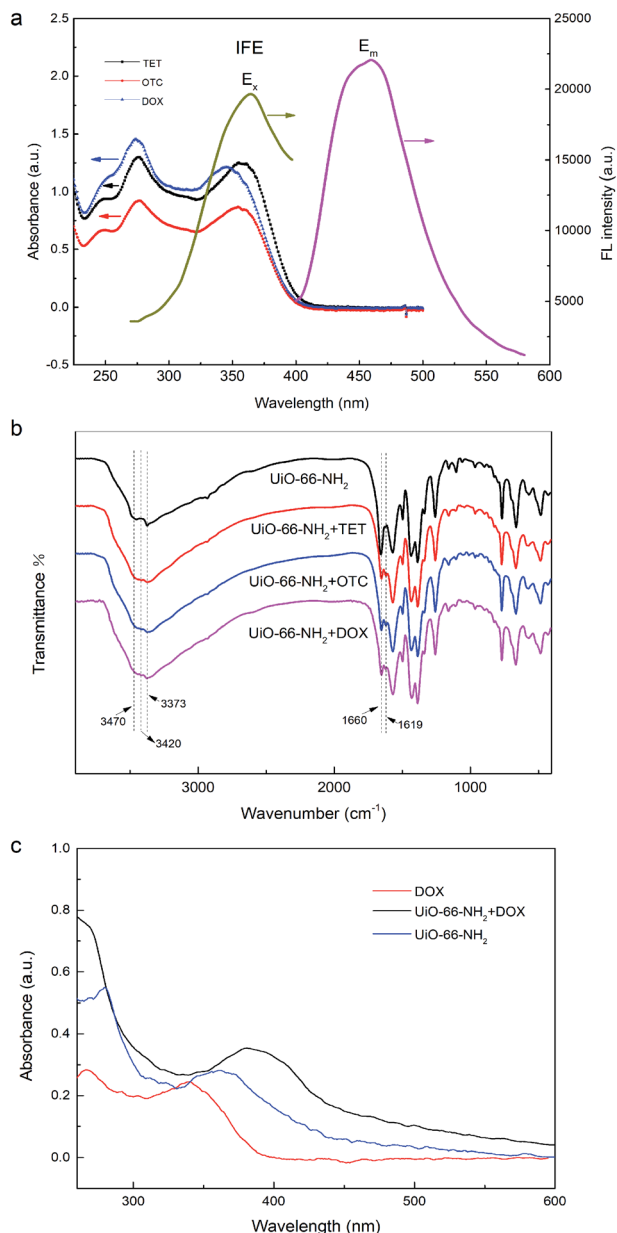 a
2.5
2.0
1.5
1.0
0.5
0.0
-0.5
Absorbance (a.u.)
TET
OTC
DOX
IFE
Ex
Em
25000
20000
15000
10000
5000
FL intensity (a.u.)
250 300 350 400 450 500 550 600
Wavelength (nm)
b
Transmittance %
UiO-66-NH2
UiO-66-NH2+TET
UiO-66-NH2+OTC
UiO-66-NH2+DOX
3373
3470
3420
1660
1619
3000 2000 1000
Wavenumber (cm-1)
c
1.0
0.8
0.6
0.4
0.2
0.0
Absorbance (a.u.)
DOX
UiO-66-NH2+DOX
UiO-66-NH2
300 400 500 600
Wavelength (nm)